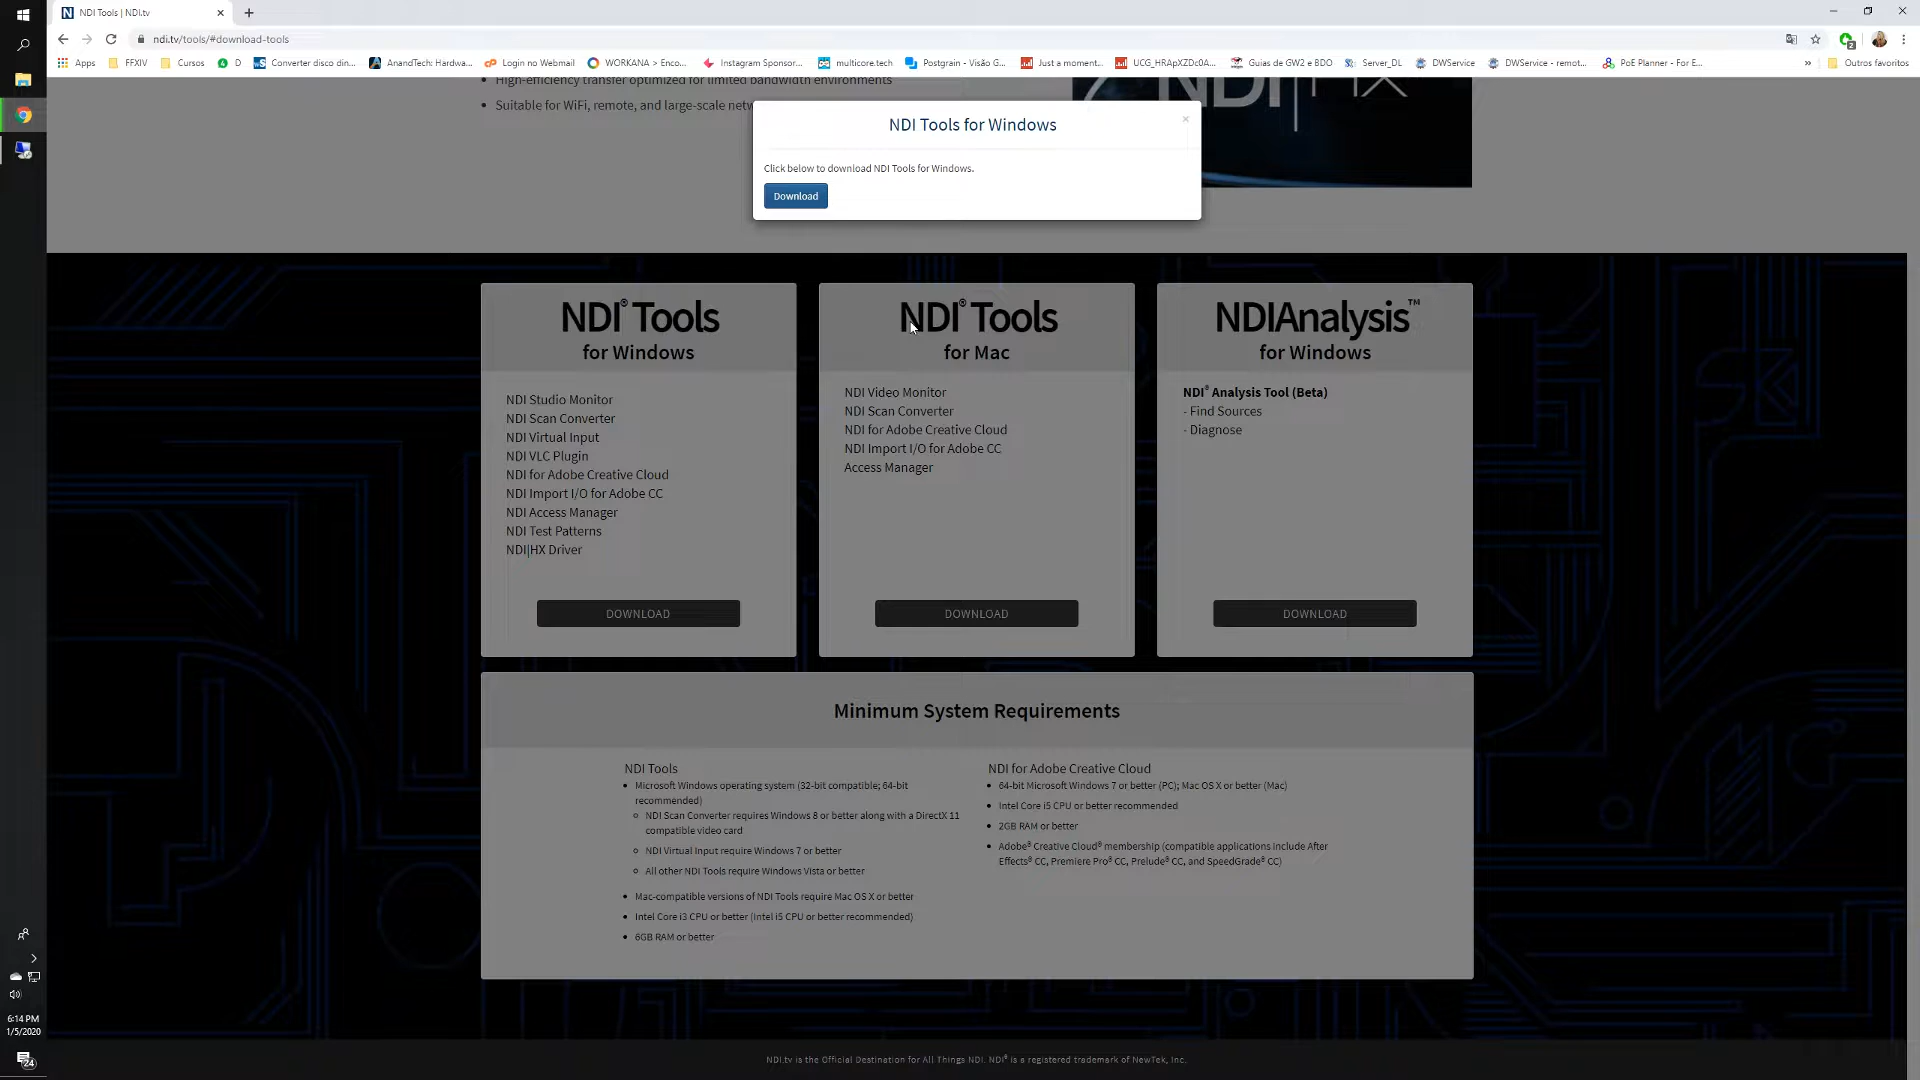 NDI Tools | NDI.tv
ndi.tv/tools/#download-tools
Apps FFXIV Cursos D Converter disco din... AnandTech: Hardwa... Login no Webmail WORKANA > Enco... Instagram Sponsor... multicore.tech Postgrain - Visão G... Just a moment... UCG_HRApXZDc0A... Guias de GW2 e BDO Server_DL DWService DWService - remot... PoE Planner - For E... » Outros favoritos
High-efficiency transfer optimized for limited bandwidth environments
Suitable for WiFi, remote, and large-scale netw
NDI Tools for Windows
Click below to download NDI Tools for Windows.
Download
NDI® Tools
for Windows
NDI Studio Monitor
NDI Scan Converter
NDI Virtual Input
NDI VLC Plugin
NDI for Adobe Creative Cloud
NDI Import I/O for Adobe CC
NDI Access Manager
NDI Test Patterns
NDI|HX Driver
DOWNLOAD
NDI® Tools
for Mac
NDI Video Monitor
NDI Scan Converter
NDI for Adobe Creative Cloud
NDI Import I/O for Adobe CC
Access Manager
DOWNLOAD
NDIAnalysis™
for Windows
NDI® Analysis Tool (Beta)
- Find Sources
- Diagnose
DOWNLOAD
Minimum System Requirements
NDI Tools
Microsoft Windows operating system (32-bit compatible; 64-bit
recommended)
NDI Scan Converter requires Windows 8 or better along with a DirectX 11
compatible video card
NDI Virtual Input require Windows 7 or better
All other NDI Tools require Windows Vista or better
Mac-compatible versions of NDI Tools require Mac OS X or better
Intel Core i3 CPU or better (Intel i5 CPU or better recommended)
6GB RAM or better
NDI for Adobe Creative Cloud
64-bit Microsoft Windows 7 or better (PC); Mac OS X or better (Mac)
Intel Core i5 CPU or better recommended
2GB RAM or better
Adobe® Creative Cloud® membership (compatible applications include After
Effects® CC, Premiere Pro® CC, Prelude® CC, and SpeedGrade® CC)
NDI.tv is the Official Destination for All Things NDI. NDI® is a registered trademark of NewTek, Inc.
6:14 PM
1/5/2020
24